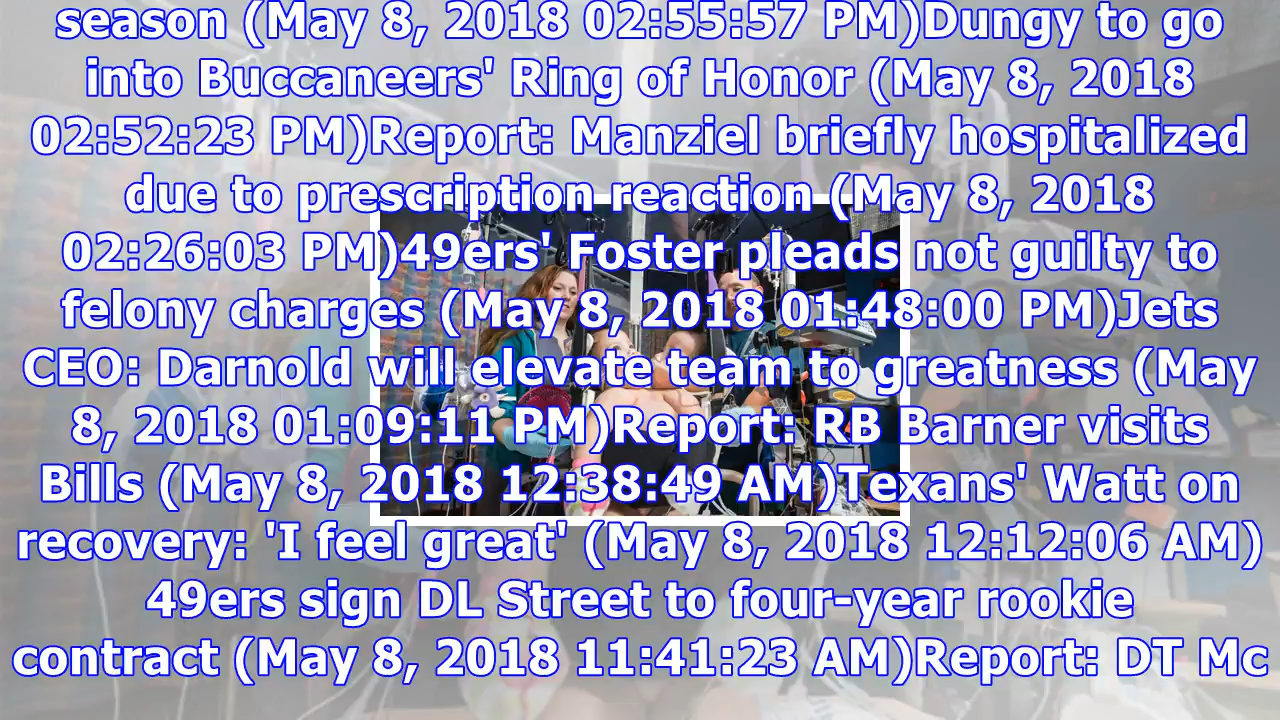 season (May 8, 2018 02:55:57 PM)Dungy to go
into Buccaneers' Ring of Honor (May 8, 2018
02:52:23 PM)Report: Manziel briefly hospitalized
due to prescription reaction (May 8, 2018
02:26:03 PM)49ers' Foster pleads not guilty to
felony charges (May 8, 2018 01:48:00 PM)Jets
CEO: Darnold will elevate team to greatness (May
8, 2018 01:09:11 PM)Report: RB Barner visits
Bills (May 8, 2018 12:38:49 AM)Texans' Watt on
recovery: 'I feel great' (May 8, 2018 12:12:06 AM)
49ers sign DL Street to four-year rookie
contract (May 8, 2018 11:41:23 AM)Report: DT Mc